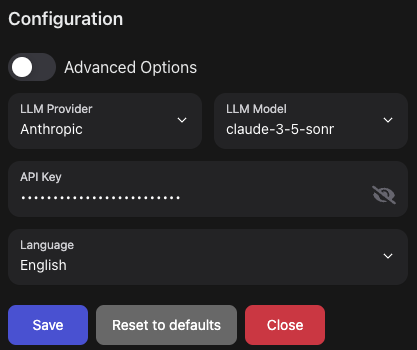 Configuration
Advanced Options
LLM Provider
Anthropic
LLM Model
claude-3-5-sonr
API Key
•••••••••••••••••••••••••
Language
English
Save
Reset to defaults
Close